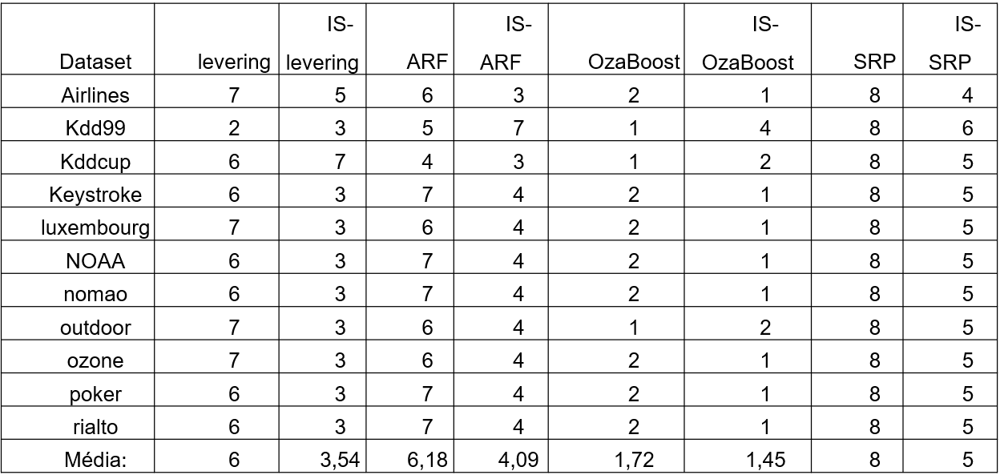 Dataset levering IS-levering ARF IS-ARF OzaBoost IS-OzaBoost SRP IS-SRP
Airlines 7 5 6 3 2 1 8 4
Kdd99 2 3 5 7 1 4 8 6
Kddcup 6 7 4 3 1 2 8 5
Keystroke 6 3 7 4 2 1 8 5
luxembourg 7 3 6 4 2 1 8 5
NOAA 6 3 7 4 2 1 8 5
nomao 6 3 7 4 2 1 8 5
outdoor 7 3 6 4 1 2 8 5
ozone 7 3 6 4 2 1 8 5
poker 6 3 7 4 2 1 8 5
rialto 6 3 7 4 2 1 8 5
Média: 6 3,54 6,18 4,09 1,72 1,45 8 5